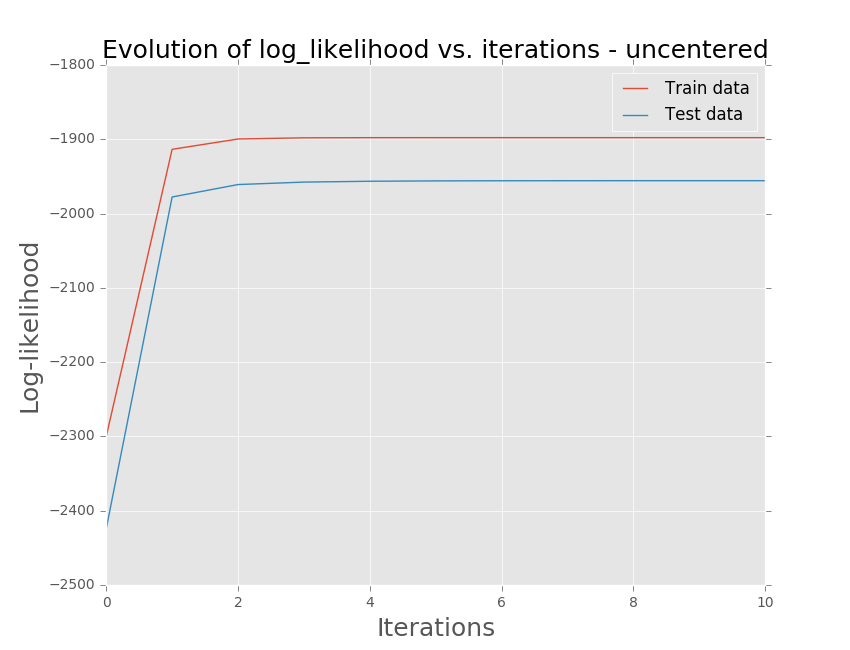 Evolution of log_likelihood vs. iterations - uncentered
Train data
Test data
−1800
−1900
−2000
−2100
−2200
−2300
−2400
−2500
Log-likelihood
0 2 4 6 8 10
Iterations